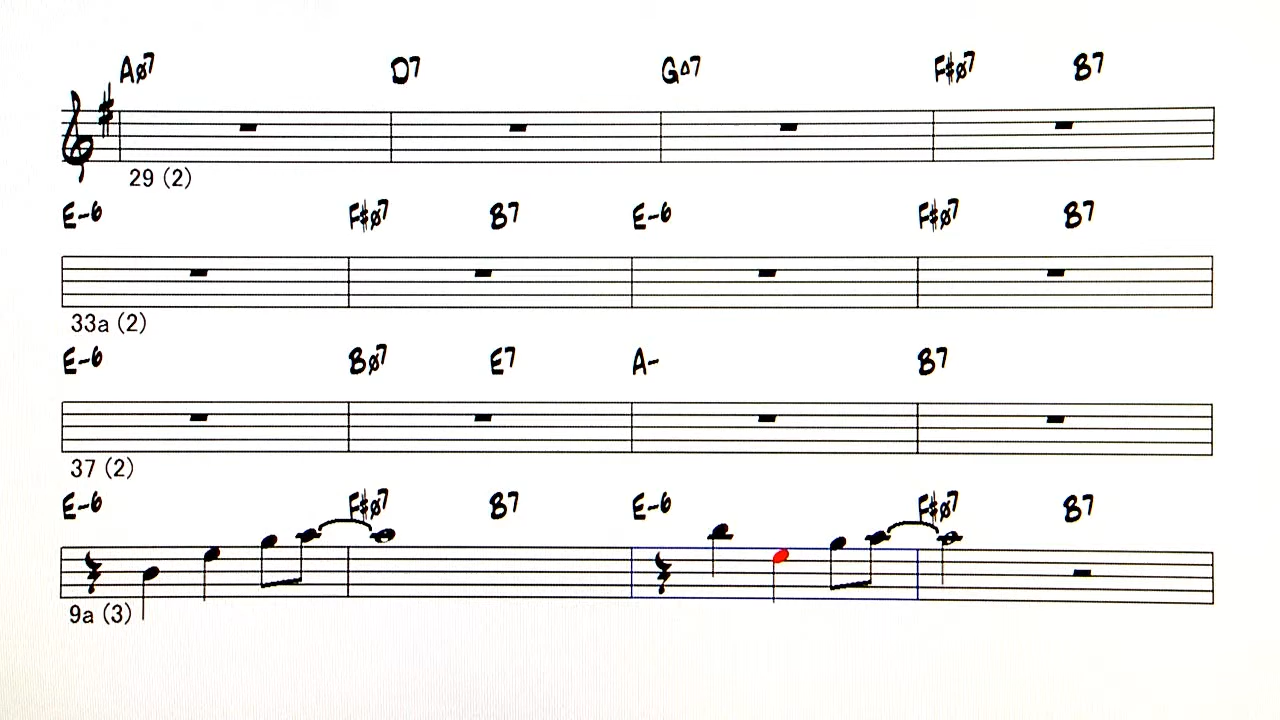 Aø7 D7 G△7 F#ø7 B7
29 (2)
E-6 F#ø7 B7 E-6 F#ø7 B7
33a (2)
E-6 Bø7 E7 A- B7
37 (2)
E-6 F#ø7 B7 E-6 F#ø7 B7
9a (3)